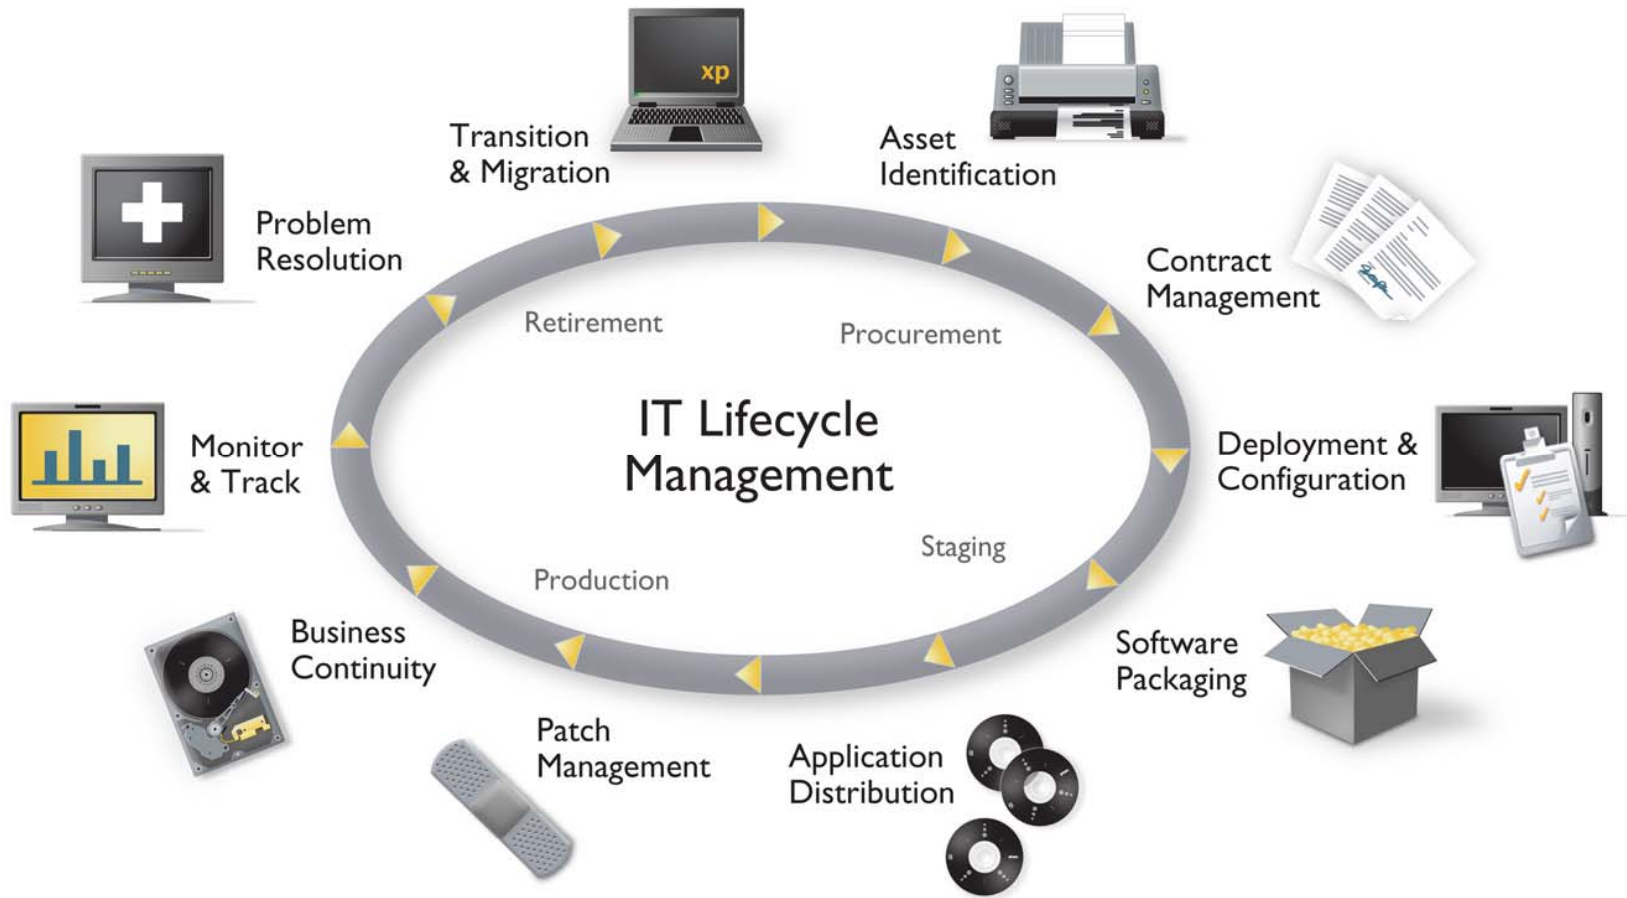 xp
Transition
& Migration
Asset
Identification
Problem
Resolution
Contract
Management
Retirement
Procurement
IT Lifecycle
Management
Monitor
& Track
Deployment &
Configuration
Staging
Production
Business
Continuity
Software
Packaging
Patch
Management
Application
Distribution